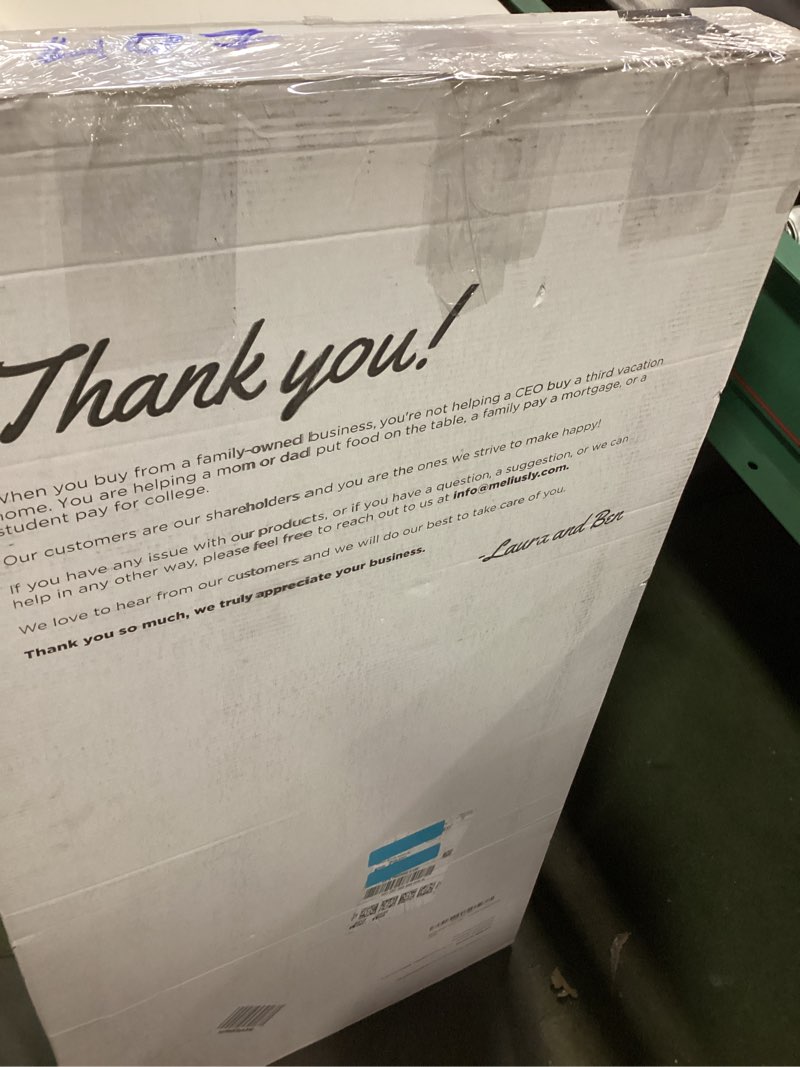 Thank you!
When you buy from a family-owned business, you're not helping a CEO buy a third vacation
home. You are helping a mom or dad put food on the table, a family pay a mortgage, or a
student pay for college.
Our customers are our shareholders and you are the ones we strive to make happy!
If you have any issue with our products, or if you have a question, a suggestion, or we can
help in any other way, please feel free to reach out to us at info@meliusly.com.
We love to hear from our customers and we will do our best to take care of you.
Thank you so much, we truly appreciate your business.
-Laura and Ben